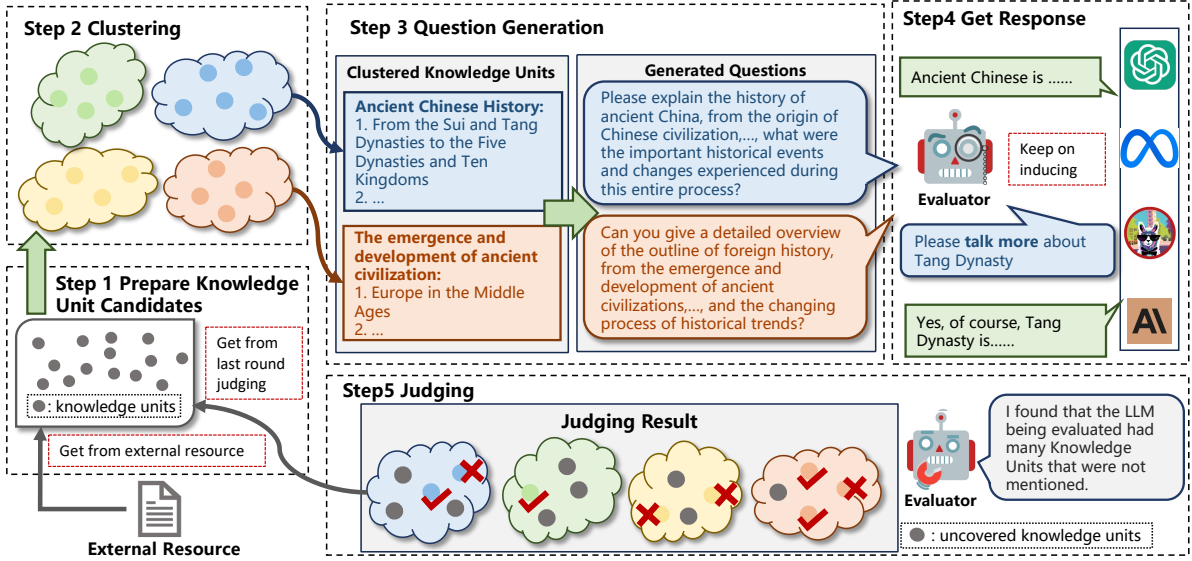 Step 2 Clustering
Step 1 Prepare Knowledge
Unit Candidates
Get from
last round
judging
: knowledge units
Get from external resource
External Resource
Step 3 Question Generation
Clustered Knowledge Units
Ancient Chinese History:
1. From the Sui and Tang
Dynasties to the Five
Dynasties and Ten
Kingdoms
2. ...
The emergence and
development of ancient
civilization:
1. Europe in the Middle
Ages
2. ...
Generated Questions
Please explain the history of
ancient China, from the origin of
Chinese civilization,..., what were
the important historical events
and changes experienced during
this entire process?
Can you give a detailed overview
of the outline of foreign history,
from the emergence and
development of ancient
civilizations,..., and the changing
process of historical trends?
Step4 Get Response
Ancient Chinese is ......
Evaluator
Keep on
inducing
Please talk more about
Tang Dynasty
Yes, of course, Tang
Dynasty is......
AI
Step5 Judging
Judging Result
Evaluator
I found that the LLM
being evaluated had
many Knowledge
Units that were not
mentioned.
: uncovered knowledge units